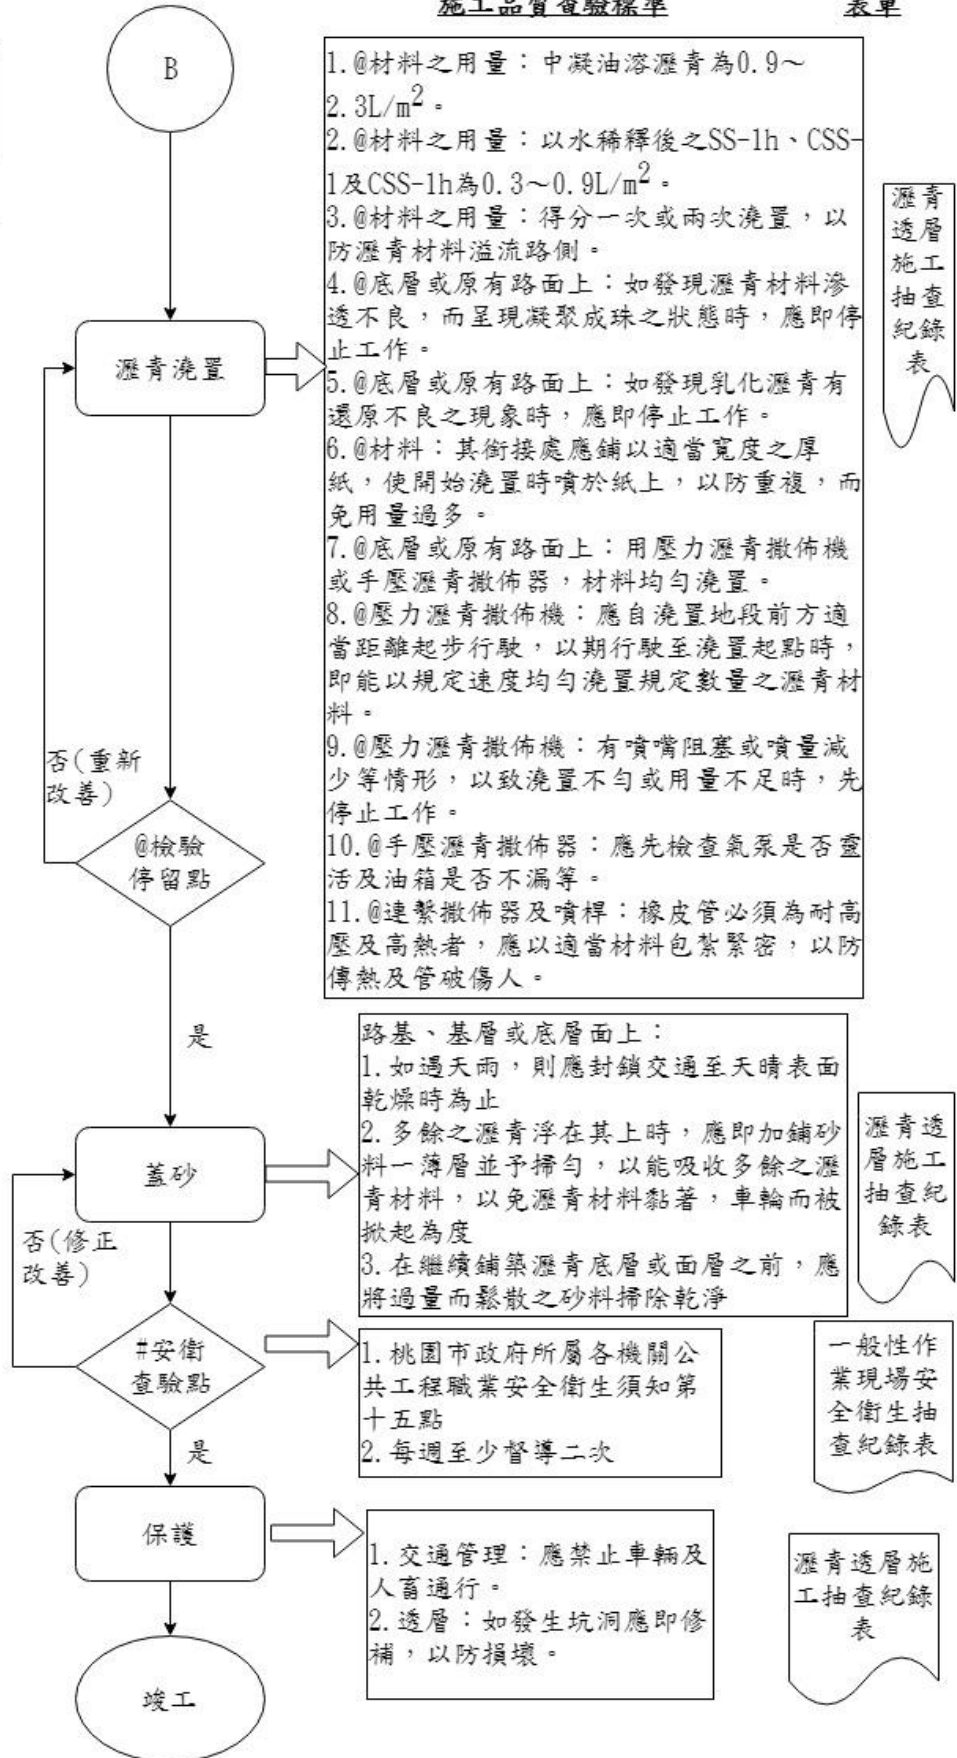 施工品質查驗標準
表單
B
1.@材料之用量：中凝油溶瀝青為0.9～
2.3L/m²。
2.@材料之用量：以水稀釋後之SS-1h、CSS-
1及CSS-1h為0.3～0.9L/m²。
3.@材料之用量：得分一次或兩次澆置，以
防瀝青材料溢流路側。
4.@底層或原有路面上：如發現瀝青材料滲
透不良，而呈現凝聚成珠之狀態時，應即停
止工作。
5.@底層或原有路面上：如發現乳化瀝青有
還原不良之現象時，應即停止工作。
6.@材料：其銜接處應鋪以適當寬度之厚
紙，使開始澆置時噴於紙上，以防重複，而
免用量過多。
7.@底層或原有路面上：用壓力瀝青撒佈機
或手壓瀝青撒佈器，材料均勻澆置。
8.@壓力瀝青撒佈機：應自澆置地段前方適
當距離起步行駛，以期行駛至澆置起點時，
即能以規定速度均勻澆置規定數量之瀝青材
料。
9.@壓力瀝青撒佈機：有噴嘴阻塞或噴量減
少等情形，以致澆置不勻或用量不足時，先
停止工作。
10.@手壓瀝青撒佈器：應先檢查氣泵是否靈
活及油箱是否不漏等。
11.@連繫撒佈器及噴桿：橡皮管必須為耐高
壓及高熱者，應以適當材料包紮緊密，以防
傳熱及管破傷人。
瀝青
透層
施工
抽查
紀錄
表
瀝青澆置
否(重新
改善)
@檢驗
停留點
是
路基、基層或底層面上：
1.如遇天雨，則應封鎖交通至天晴表面
乾燥時為止
2.多餘之瀝青浮在其上時，應即加鋪砂
料一薄層並予掃勻，以能吸收多餘之瀝
青材料，以免瀝青材料黏著，車輪而被
掀起為度
3.在繼續鋪築瀝青底層或面層之前，應
將過量而鬆散之砂料掃除乾淨
瀝青透
層施工
抽查紀
錄表
蓋砂
否(修正
改善)
#安衛
查驗點
1.桃園市政府所屬各機關公
共工程職業安全衛生須知第
十五點
2.每週至少督導二次
一般性作
業現場安
全衛生抽
查紀錄表
是
保護
1.交通管理：應禁止車輛及
人畜通行。
2.透層：如發生坑洞應即修
補，以防損壞。
瀝青透層施
工抽查紀錄
表
竣工